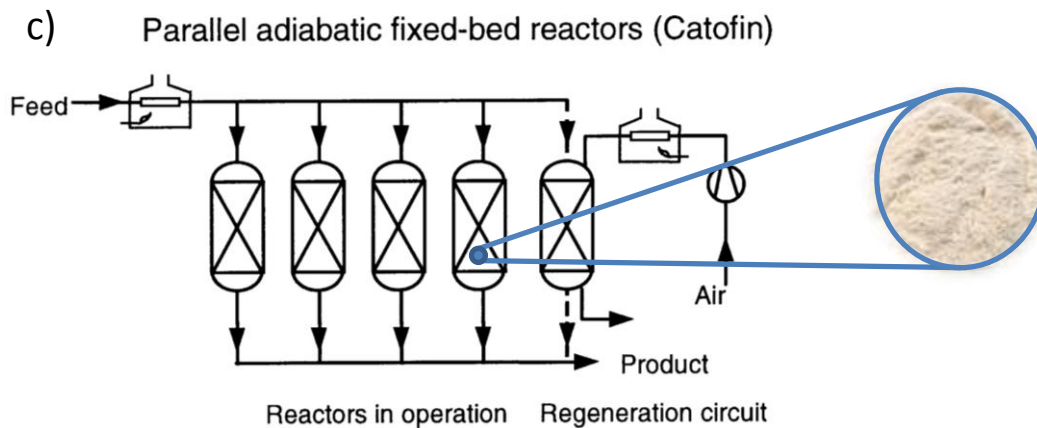 c)
Parallel adiabatic fixed-bed reactors (Catofin)
Feed
Air
Product
Reactors in operation
Regeneration circuit